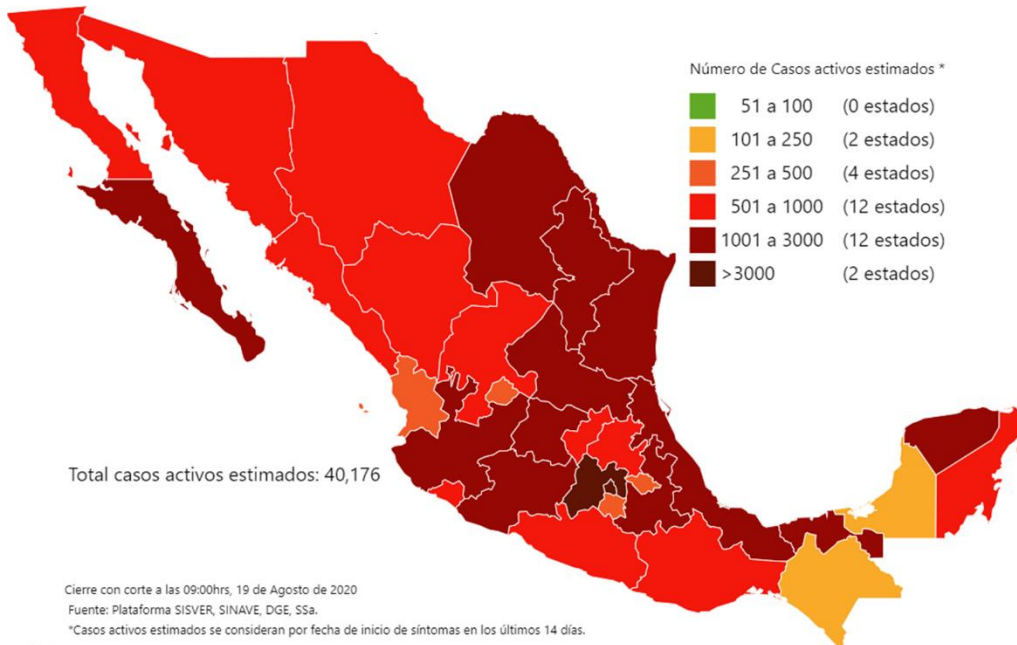 Número de Casos activos estimados *
51 a 100 (0 estados)
101 a 250 (2 estados)
251 a 500 (4 estados)
501 a 1000 (12 estados)
1001 a 3000 (12 estados)
>3000 (2 estados)
Total casos activos estimados: 40,176
Cierre con corte a las 09:00hrs, 19 de Agosto de 2020
Fuente: Plataforma SISVER, SINAVE, DGE, SSa.
*Casos activos estimados se consideran por fecha de inicio de síntomas en los últimos 14 días.